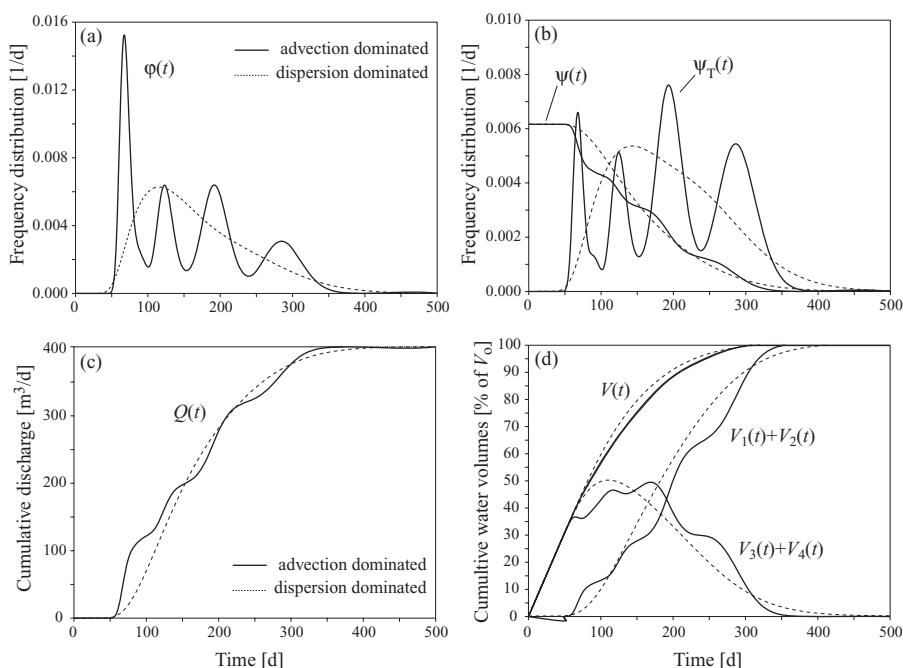 (a)
advection dominated
dispersion dominated
φ(t)
Frequency distribution [1/d]
0.016
0.012
0.008
0.004
0.000
0 100 200 300 400 500
(b)
ψ(t)
ψT(t)
Frequency distribution [1/d]
0.010
0.008
0.006
0.004
0.002
0.000
0 100 200 300 400 500
(c)
Q(t)
advection dominated
dispersion dominated
Cumulative discharge [m³/d]
400
300
200
100
0
0 100 200 300 400 500
Time [d]
(d)
V(t)
V1(t)+V2(t)
V3(t)+V4(t)
Cumultive water volumes [% of Vo]
100
90
80
70
60
50
40
30
20
10
0
0 100 200 300 400 500
Time [d]